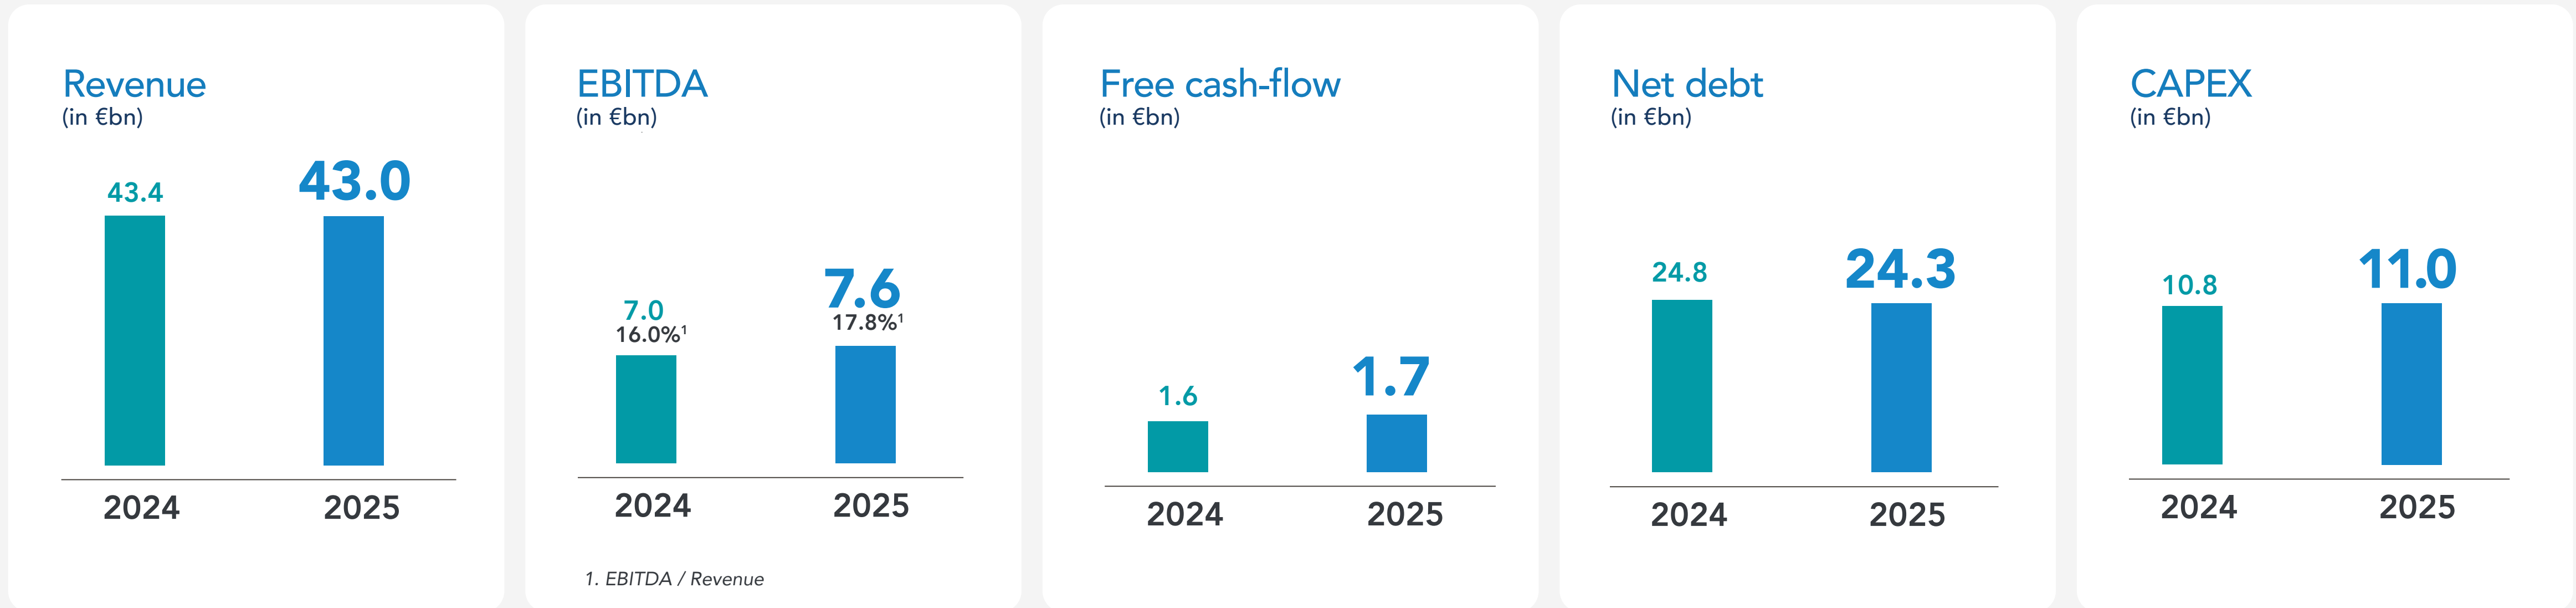 Revenue
(in €bn)
43.4
43.0
2024
2025
EBITDA
(in €bn)
7.0
16.0%¹
7.6
17.8%¹
2024
2025
1. EBITDA / Revenue
Free cash-flow
(in €bn)
1.6
1.7
2024
2025
Net debt
(in €bn)
24.8
24.3
2024
2025
CAPEX
(in €bn)
10.8
11.0
2024
2025